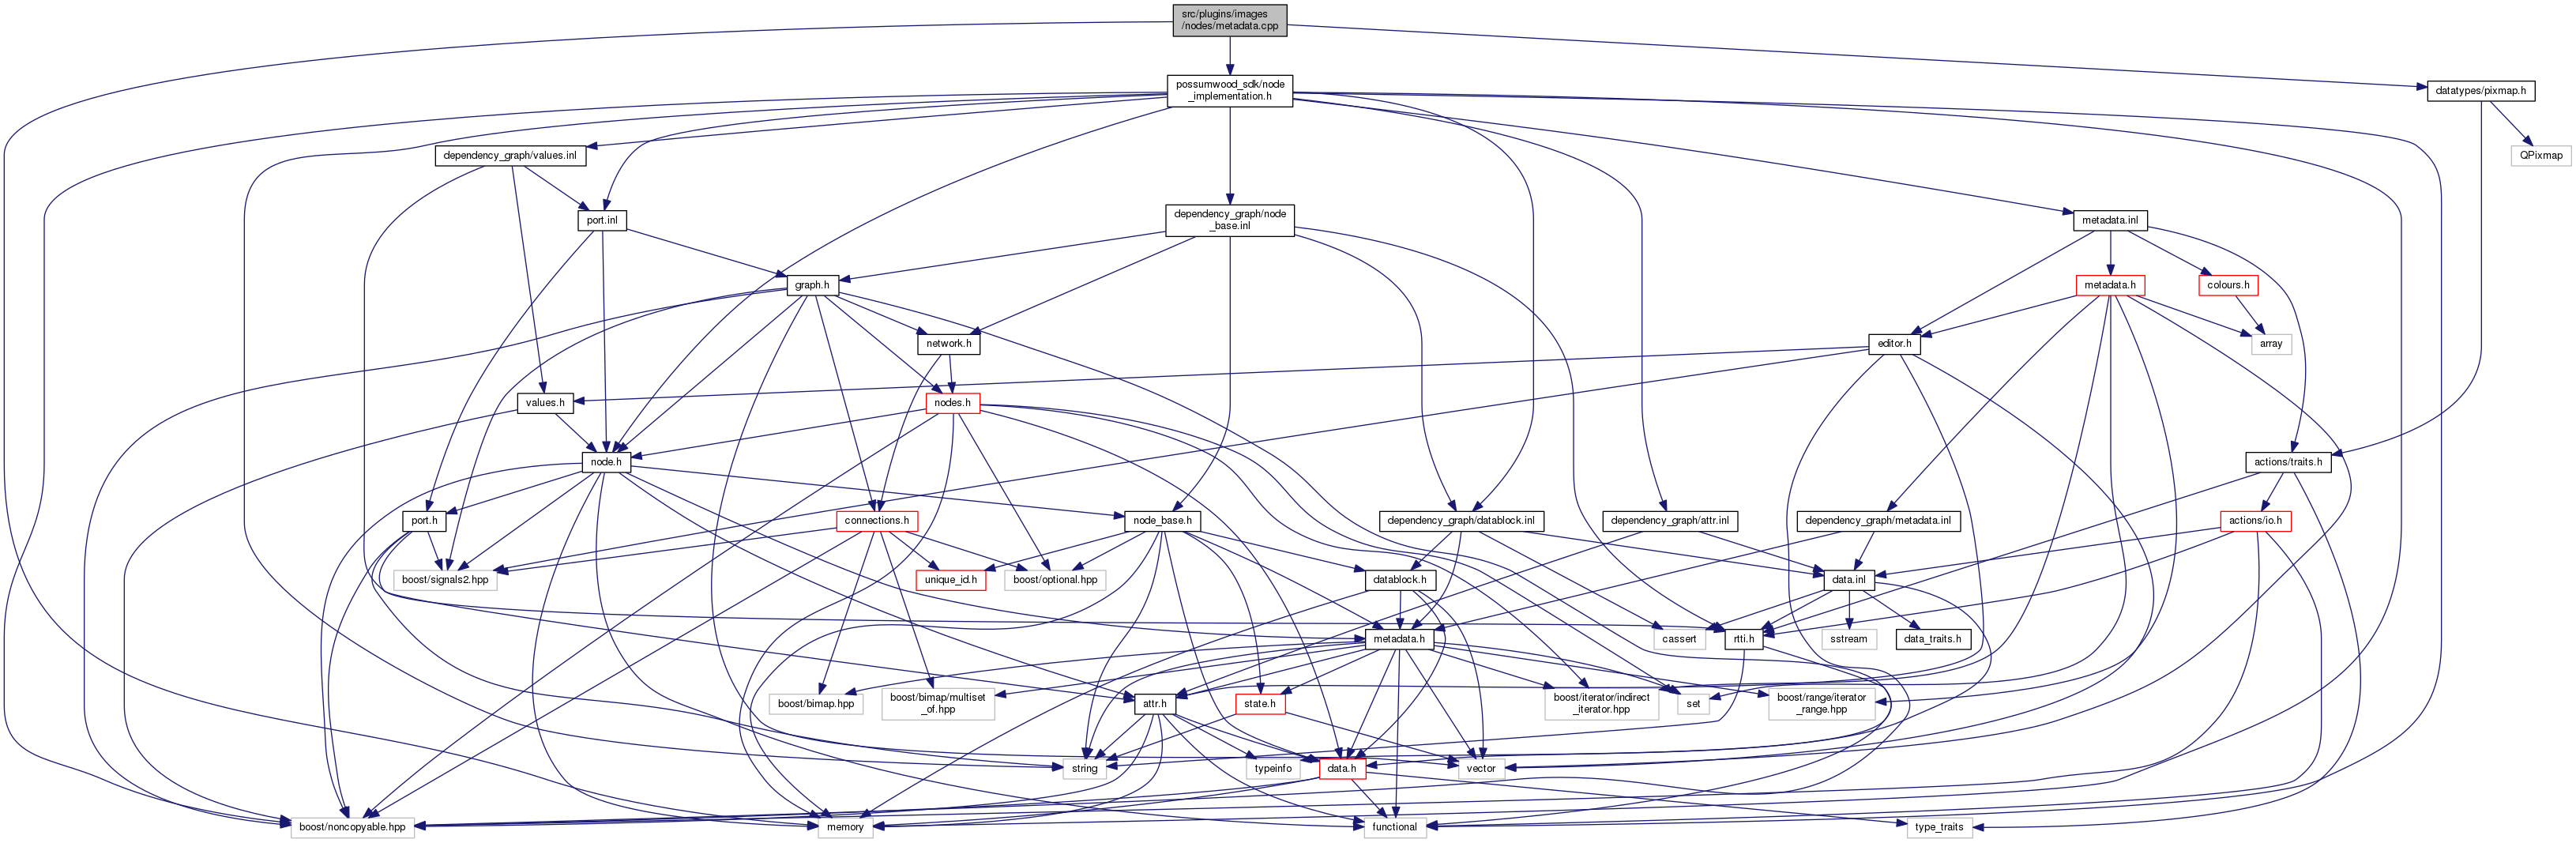 src/plugins/images
/nodes/metadata.cpp
possumwood_sdk/node
_implementation.h
datatypes/pixmap.h
dependency_graph/values.inl
QPixmap
port.inl
dependency_graph/node
_base.inl
metadata.inl
graph.h
metadata.h
colours.h
network.h
editor.h
array
values.h
nodes.h
node.h
actions/traits.h
port.h
connections.h
node_base.h
dependency_graph/datablock.inl
dependency_graph/attr.inl
dependency_graph/metadata.inl
actions/io.h
boost/signals2.hpp
unique_id.h
boost/optional.hpp
datablock.h
data.inl
metadata.h
cassert
rtti.h
sstream
data_traits.h
boost/bimap.hpp
boost/bimap/multiset
_of.hpp
attr.h
state.h
boost/iterator/indirect
_iterator.hpp
set
boost/range/iterator
_range.hpp
string
typeinfo
data.h
vector
boost/noncopyable.hpp
memory
functional
type_traits